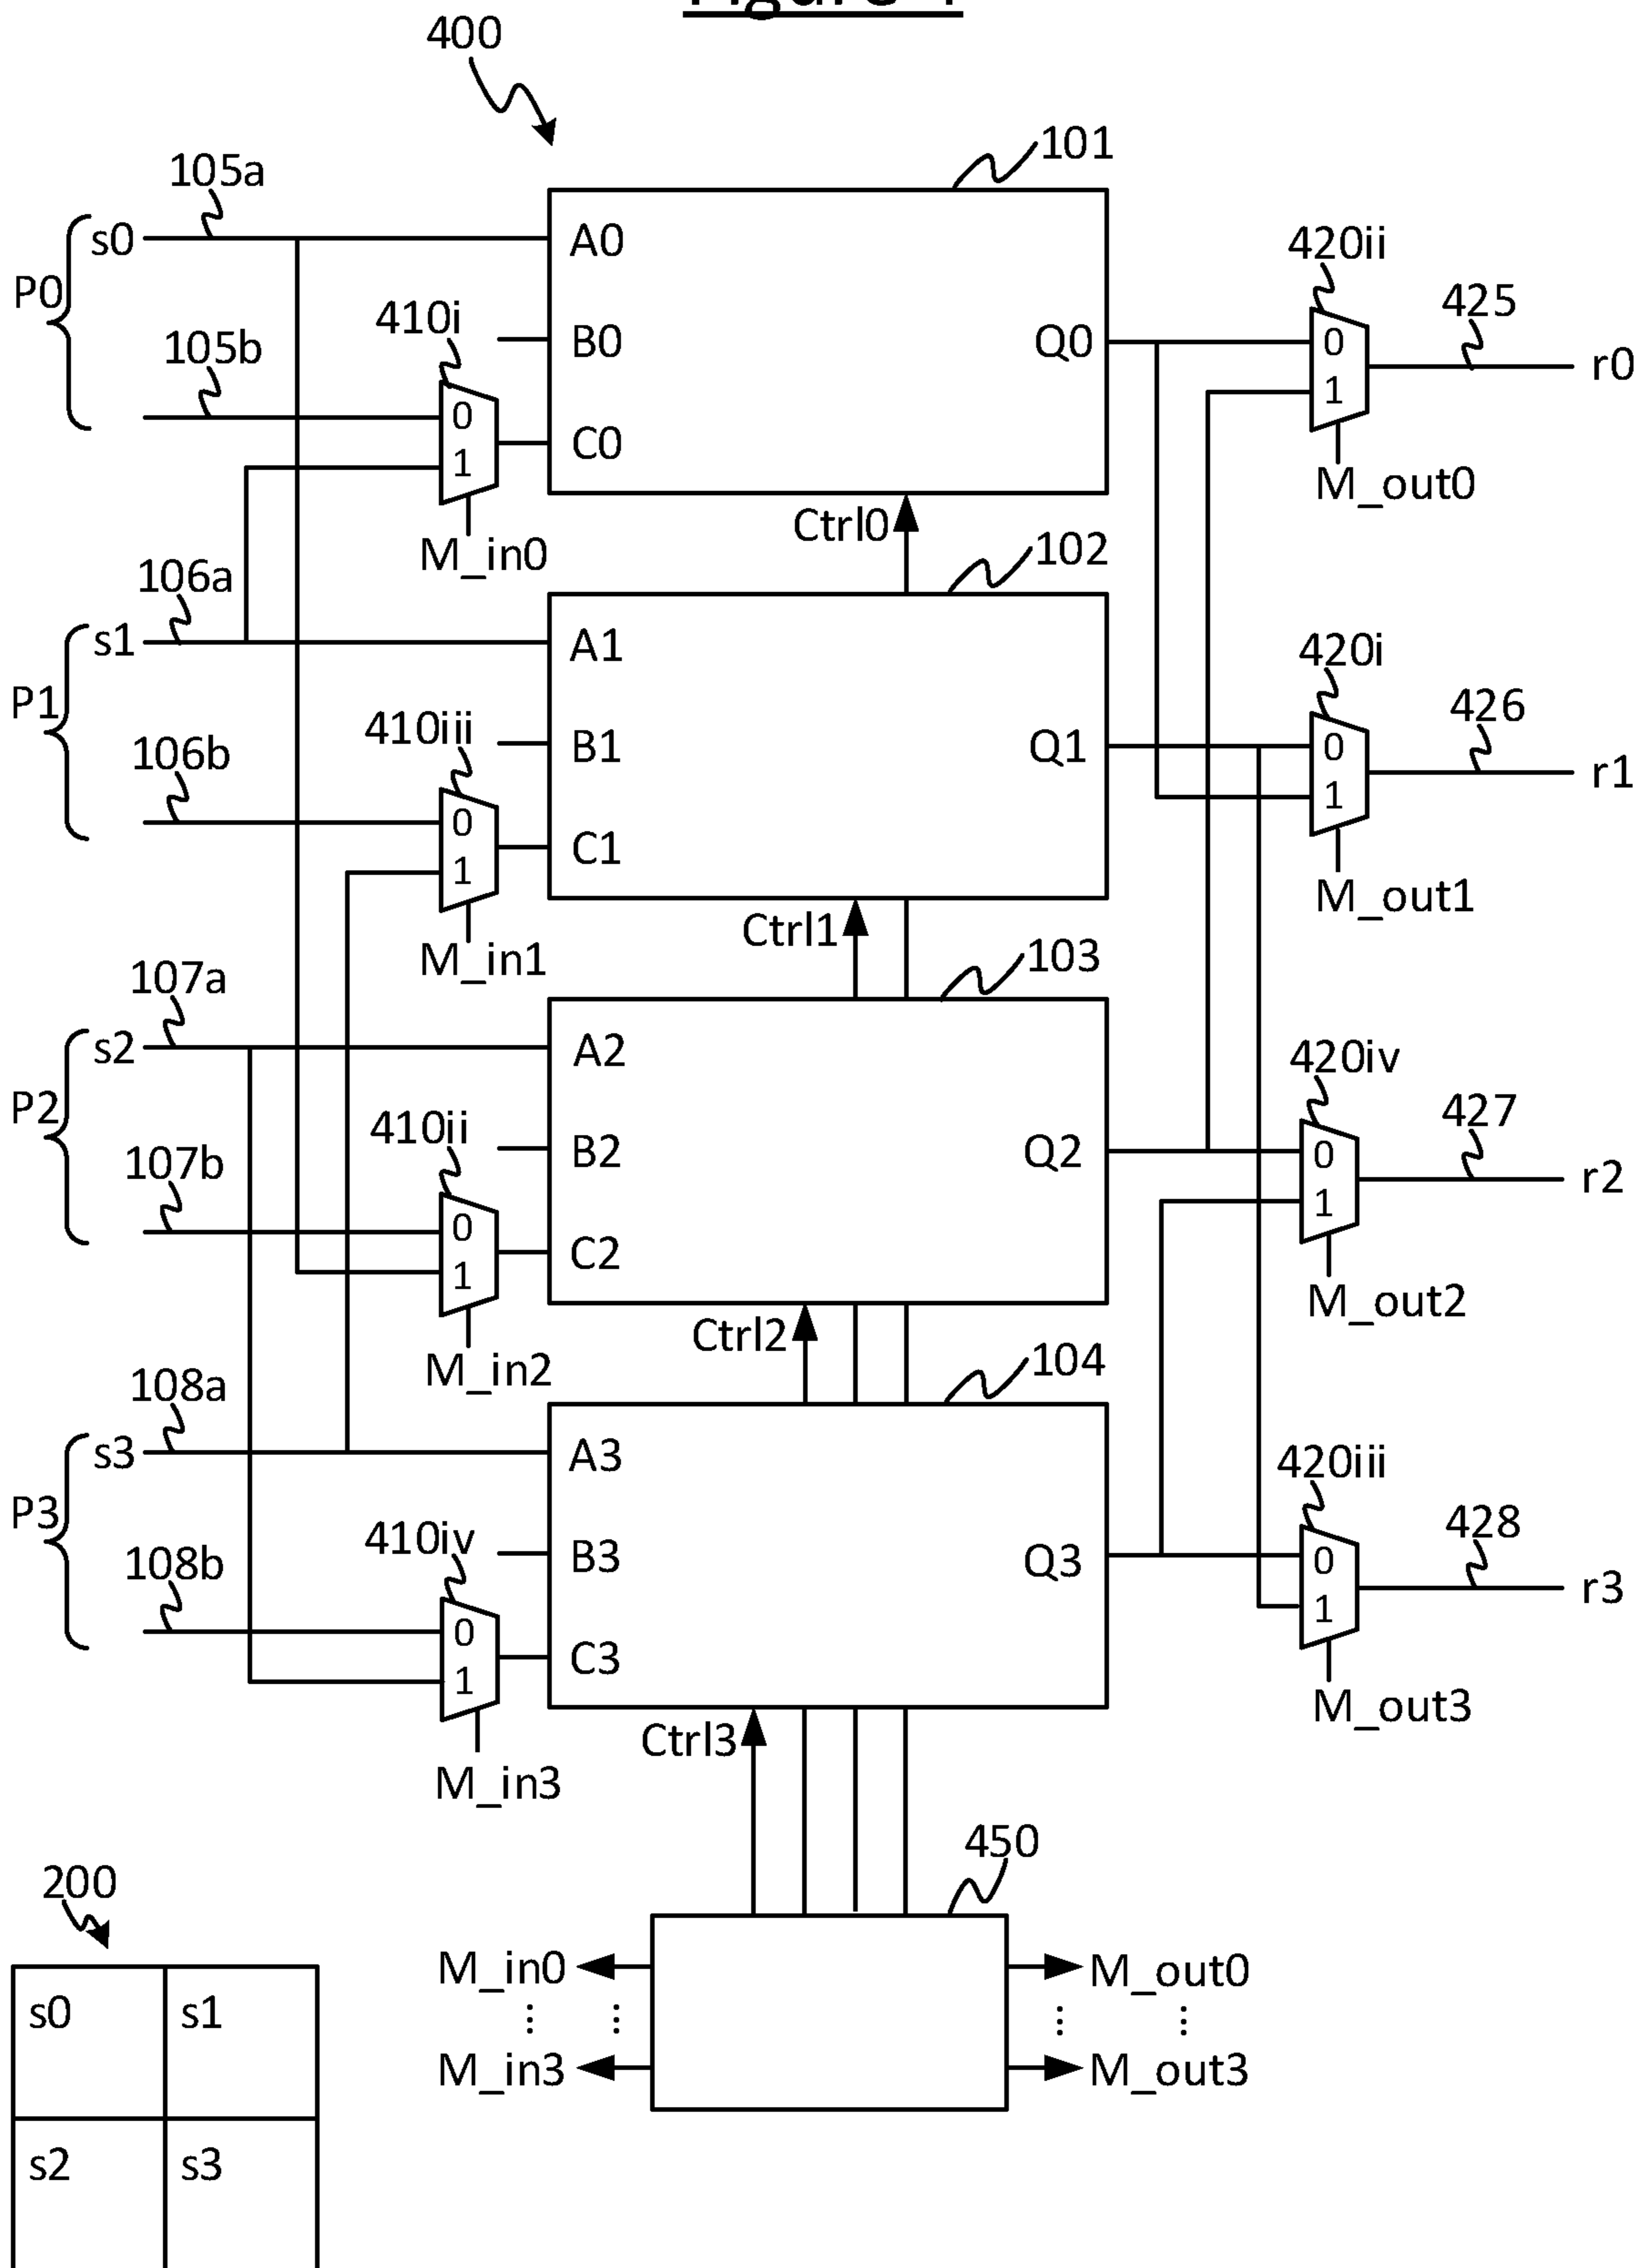 400
101
105a
s0
A0
P0
420ii
410i
B0
Q0
0
425
r0
105b
1
0
C0
1
M_out0
Ctrl0
M_in0
102
106a
s1
A1
P1
420i
410iii
B1
Q1
0
426
r1
106b
1
0
C1
1
M_out1
Ctrl1
M_in1
103
107a
s2
A2
P2
420iv
410ii
B2
Q2
0
427
r2
107b
1
0
C2
1
M_out2
Ctrl2
M_in2
104
108a
s3
A3
P3
420iii
410iv
B3
Q3
0
428
r3
108b
1
0
C3
1
M_out3
Ctrl3
M_in3
450
200
M_in0
M_out0
s0 s1
M_in3
M_out3
s2 s3